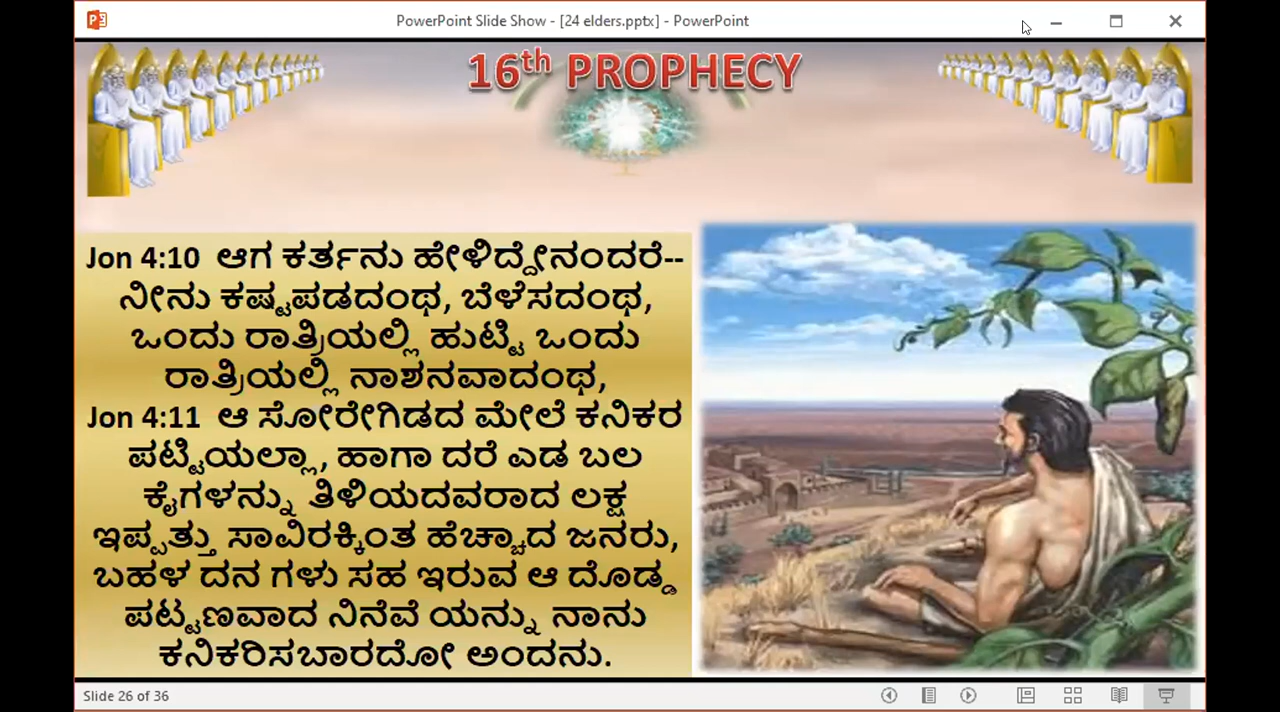 PowerPoint Slide Show - [24 elders.pptx] - PowerPoint
16th PROPHECY
Jon 4:10 ಆಗ ಕರ್ತನು ಹೇಳಿದ್ದೇನಂದರೆ--
ನೀನು ಕಷ್ಟಪಡದಂಥ, ಬೆಳೆಸದಂಥ,
ಒಂದು ರಾತ್ರಿಯಲ್ಲಿ ಹುಟ್ಟಿ ಒಂದು
ರಾತ್ರಿಯಲ್ಲಿ ನಾಶನವಾದಂಥ,
Jon 4:11 ಆ ಸೋರೇಗಿಡದ ಮೇಲೆ ಕನಿಕರ
ಪಟ್ಟಿಯಲ್ಲಾ, ಹಾಗಾ ದರೆ ಎಡ ಬಲ
ಕೈಗಳನ್ನು ತಿಳಿಯದವರಾದ ಲಕ್ಷ
ಇಪ್ಪತ್ತು ಸಾವಿರಕ್ಕಿಂತ ಹೆಚ್ಚಾದ ಜನರು,
ಬಹಳ ದನ ಗಳು ಸಹ ಇರುವ ಆ ದೊಡ್ಡ
ಪಟ್ಟಣವಾದ ನಿನೆವೆ ಯನ್ನು ನಾನು
ಕನಿಕರಿಸಬಾರದೋ ಅಂದನು.
Slide 26 of 36